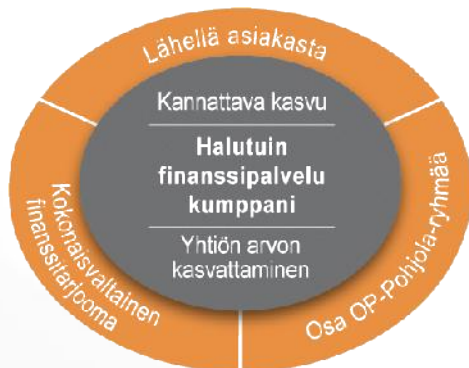 Lähellä asiakasta
Kannattava kasvu
Halutuin
finanssipalvelu
kumppani
Yhtiön arvon
kasvattaminen
Kokonaisvaltainen
finanssitarjooma
Osa OP-Pohjola-ryhmää